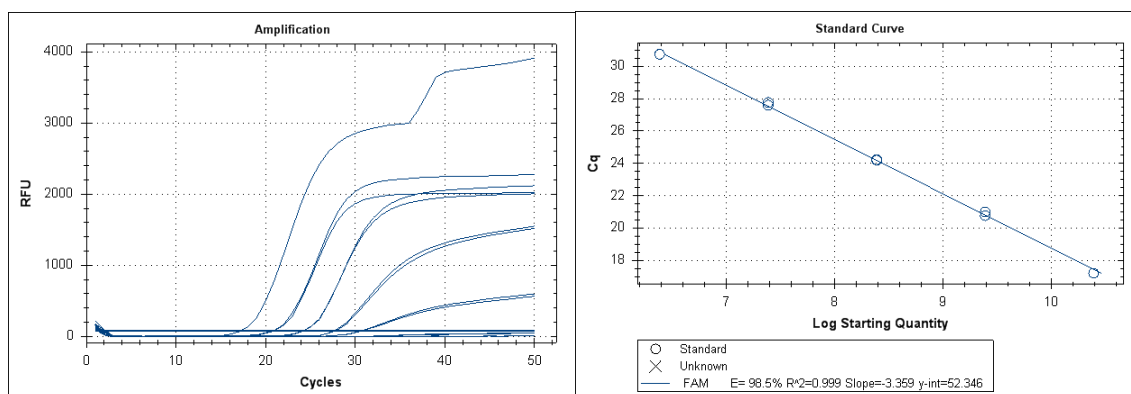 Amplification
4000
3000
2000
1000
0
RFU
0 10 20 30 40 50
Cycles
Standard Curve
30
28
26
24
22
20
18
Cq
7 8 9 10
Log Starting Quantity
Standard
Unknown
FAM E= 98.5% R^2=0.999 Slope=-3.359 y-int=52.346